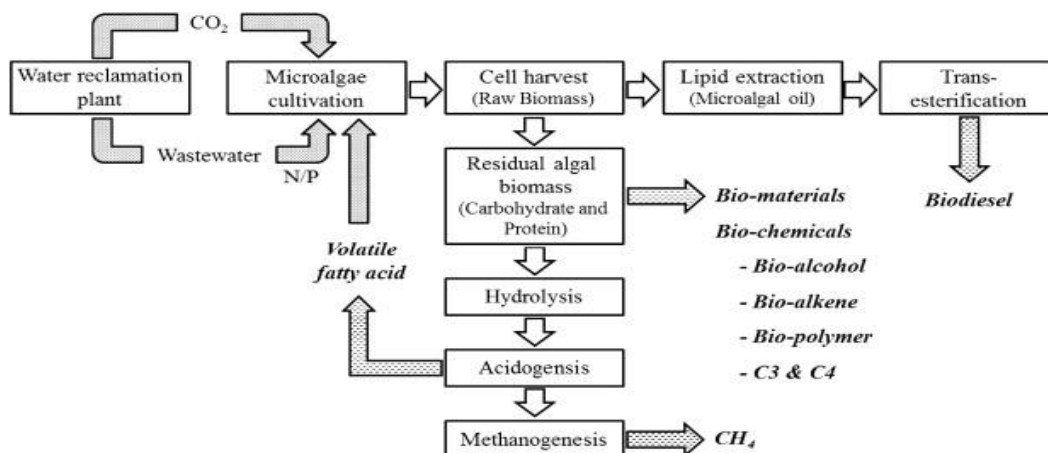 CO2
Water reclamation
plant
Microalgae
cultivation
Cell harvest
(Raw Biomass)
Lipid extraction
(Microalgal oil)
Trans-
esterification
Wastewater
N/P
Residual algal
biomass
(Carbohydrate and
Protein)
Bio-materials
Bio-chemicals
- Bio-alcohol
- Bio-alkene
- Bio-polymer
- C3 & C4
Biodiesel
Volatile
fatty acid
Hydrolysis
Acidogensis
Methanogenesis
CH4